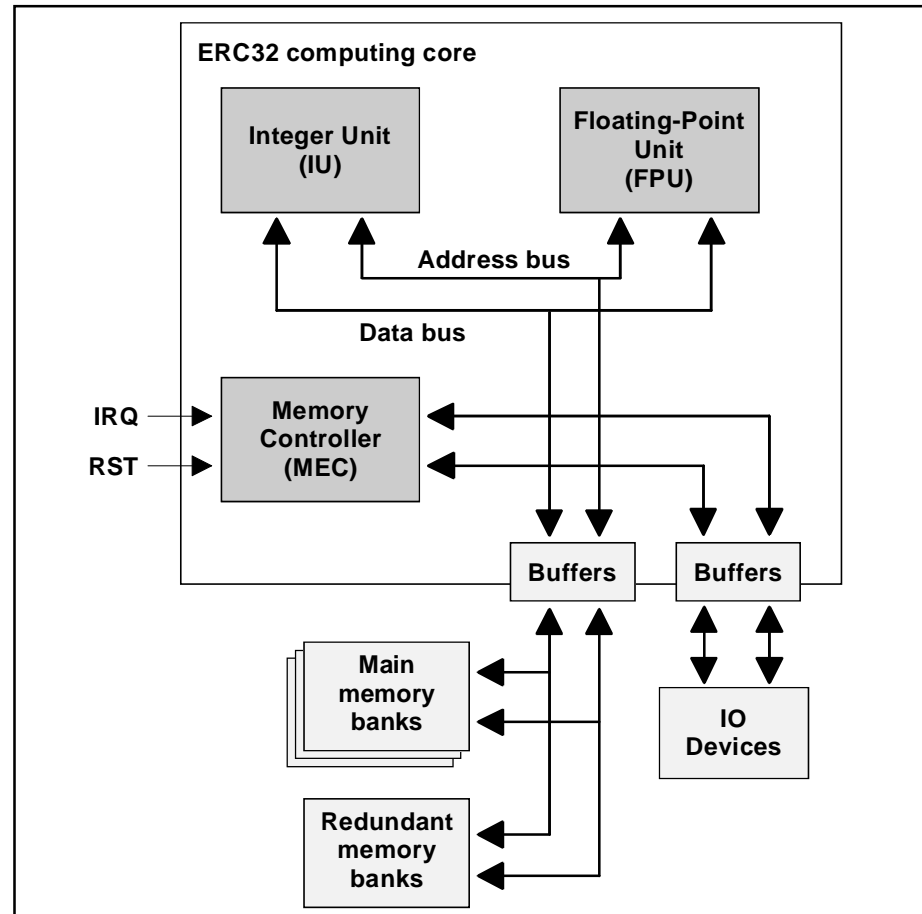 ERC32 computing core
Integer Unit
(IU)
Floating-Point
Unit
(FPU)
Address bus
Data bus
IRQ
RST
Memory
Controller
(MEC)
Buffers
Buffers
Main
memory
banks
IO
Devices
Redundant
memory
banks